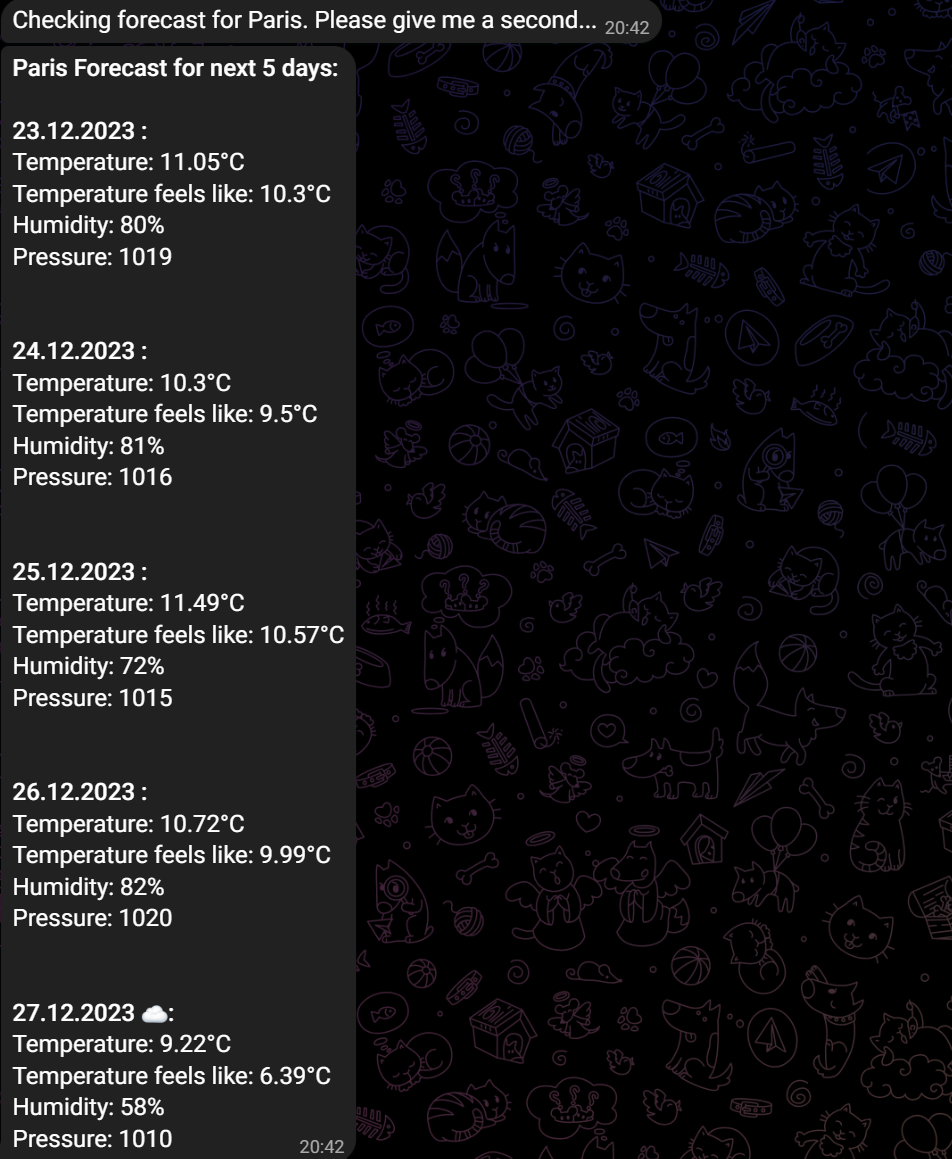 Checking forecast for Paris. Please give me a second... 20:42
Paris Forecast for next 5 days:
23.12.2023 :
Temperature: 11.05°C
Temperature feels like: 10.3°C
Humidity: 80%
Pressure: 1019
24.12.2023 :
Temperature: 10.3°C
Temperature feels like: 9.5°C
Humidity: 81%
Pressure: 1016
25.12.2023 :
Temperature: 11.49°C
Temperature feels like: 10.57°C
Humidity: 72%
Pressure: 1015
26.12.2023 :
Temperature: 10.72°C
Temperature feels like: 9.99°C
Humidity: 82%
Pressure: 1020
27.12.2023 ☁️:
Temperature: 9.22°C
Temperature feels like: 6.39°C
Humidity: 58%
Pressure: 1010
20:42